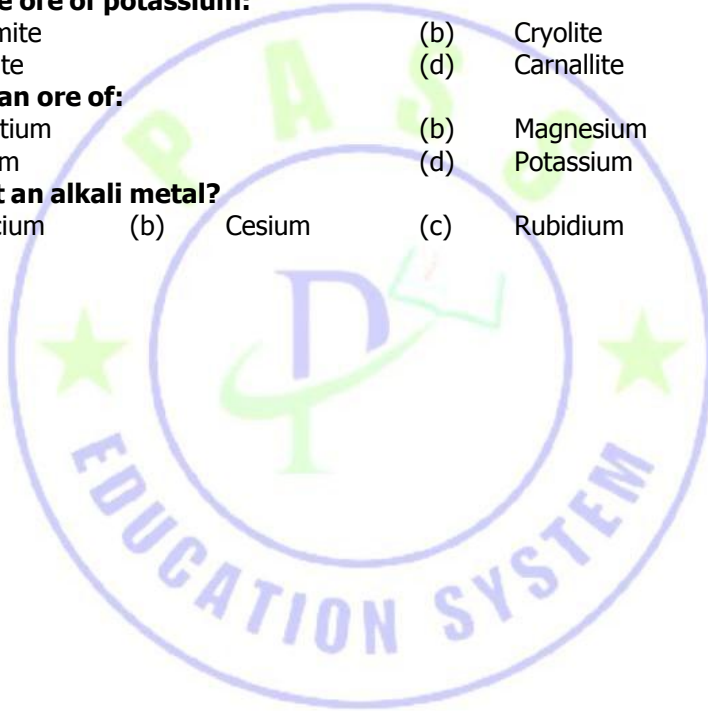 e ore of potassium:
mite (b) Cryolite
te (d) Carnallite
an ore of:
tium (b) Magnesium
m (d) Potassium
t an alkali metal?
cium (b) Cesium (c) Rubidium
PASS
EDUCATION SYSTEM